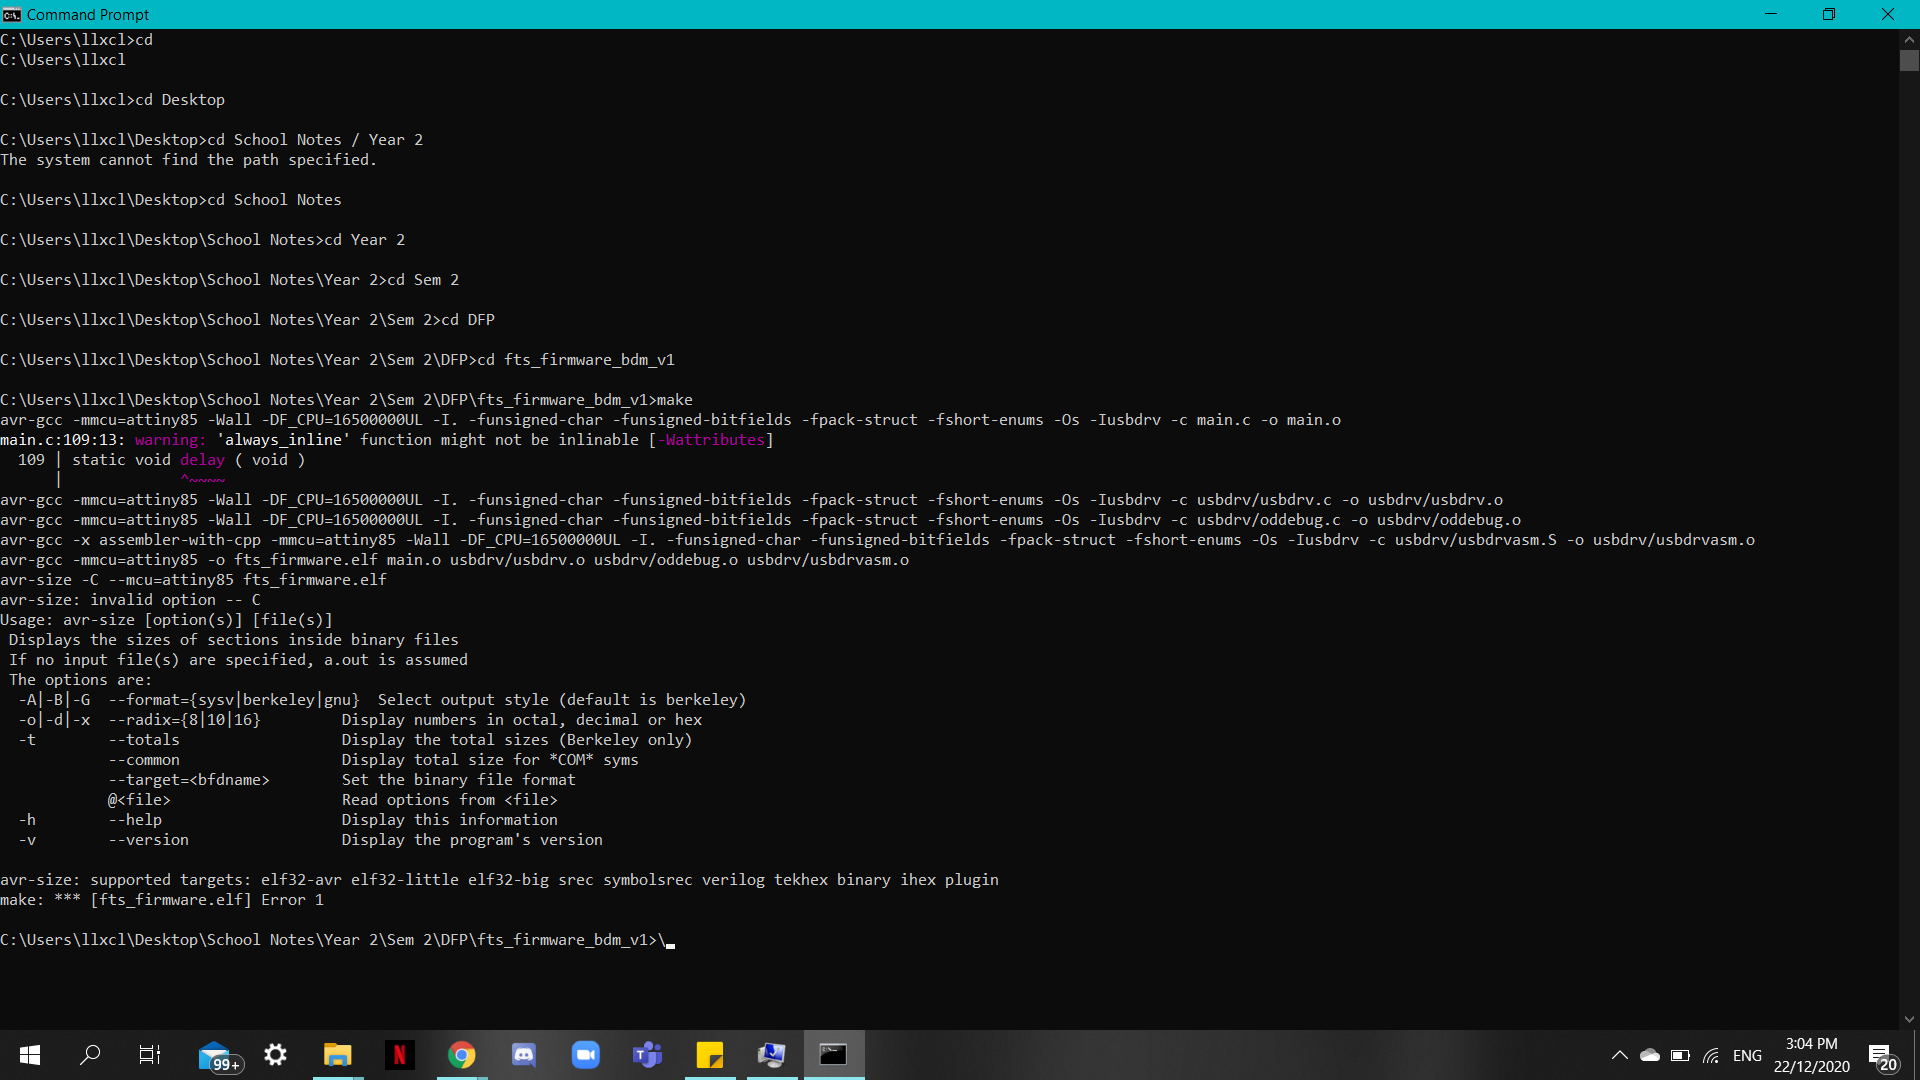 Command Prompt
C:\Users\llxcl>cd
C:\Users\llxcl
C:\Users\llxcl>cd Desktop
C:\Users\llxcl\Desktop>cd School Notes / Year 2
The system cannot find the path specified.
C:\Users\llxcl\Desktop>cd School Notes
C:\Users\llxcl\Desktop\School Notes>cd Year 2
C:\Users\llxcl\Desktop\School Notes\Year 2>cd Sem 2
C:\Users\llxcl\Desktop\School Notes\Year 2\Sem 2>cd DFP
C:\Users\llxcl\Desktop\School Notes\Year 2\Sem 2\DFP>cd fts_firmware_bdm_v1
C:\Users\llxcl\Desktop\School Notes\Year 2\Sem 2\DFP\fts_firmware_bdm_v1>make
avr-gcc -mmcu=attiny85 -Wall -DF_CPU=16500000UL -I. -funsigned-char -funsigned-bitfields -fpack-struct -fshort-enums -Os -Iusbdrv -c main.c -o main.o
main.c:109:13: warning: 'always_inline' function might not be inlinable [-Wattributes]
  109 | static void delay ( void )
      |             ^~~~~
avr-gcc -mmcu=attiny85 -Wall -DF_CPU=16500000UL -I. -funsigned-char -funsigned-bitfields -fpack-struct -fshort-enums -Os -Iusbdrv -c usbdrv/usbdrv.c -o usbdrv/usbdrv.o
avr-gcc -mmcu=attiny85 -Wall -DF_CPU=16500000UL -I. -funsigned-char -funsigned-bitfields -fpack-struct -fshort-enums -Os -Iusbdrv -c usbdrv/oddebug.c -o usbdrv/oddebug.o
avr-gcc -x assembler-with-cpp -mmcu=attiny85 -Wall -DF_CPU=16500000UL -I. -funsigned-char -funsigned-bitfields -fpack-struct -fshort-enums -Os -Iusbdrv -c usbdrv/usbdrvasm.S -o usbdrv/usbdrvasm.o
avr-gcc -mmcu=attiny85 -o fts_firmware.elf main.o usbdrv/usbdrv.o usbdrv/oddebug.o usbdrv/usbdrvasm.o
avr-size -C --mcu=attiny85 fts_firmware.elf
avr-size: invalid option -- C
Usage: avr-size [option(s)] [file(s)]
 Displays the sizes of sections inside binary files
 If no input file(s) are specified, a.out is assumed
 The options are:
  -A|-B|-G  --format={sysv|berkeley|gnu}  Select output style (default is berkeley)
  -o|-d|-x  --radix={8|10|16}         Display numbers in octal, decimal or hex
  -t        --totals                  Display the total sizes (Berkeley only)
            --common                  Display total size for *COM* syms
            --target=<bfdname>        Set the binary file format
            @<file>                   Read options from <file>
  -h        --help                    Display this information
  -v        --version                 Display the program's version
avr-size: supported targets: elf32-avr elf32-little elf32-big srec symbolsrec verilog tekhex binary ihex plugin
make: *** [fts_firmware.elf] Error 1
C:\Users\llxcl\Desktop\School Notes\Year 2\Sem 2\DFP\fts_firmware_bdm_v1>\
99+
N
ENG
3:04 PM
22/12/2020
20